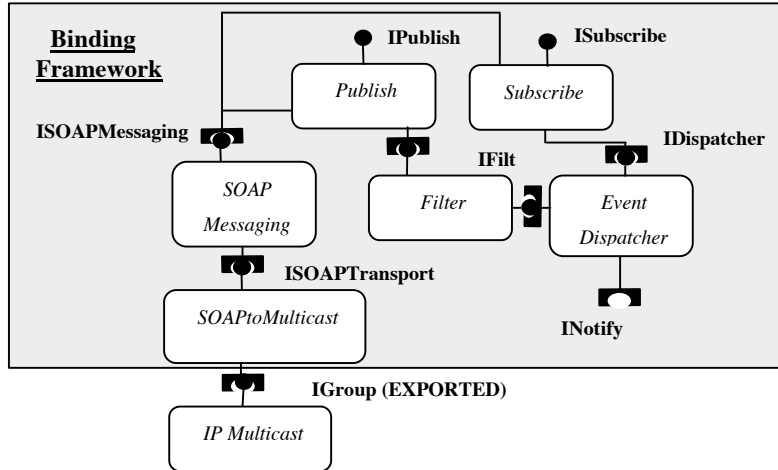 Binding
Framework
IPublish
ISubscribe
Publish
Subscribe
ISOAPMessaging
IDispatcher
IFilt
SOAP
Messaging
Filter
Event
Dispatcher
ISOAPTransport
SOAPtoMulticast
INotify
IGroup (EXPORTED)
IP Multicast